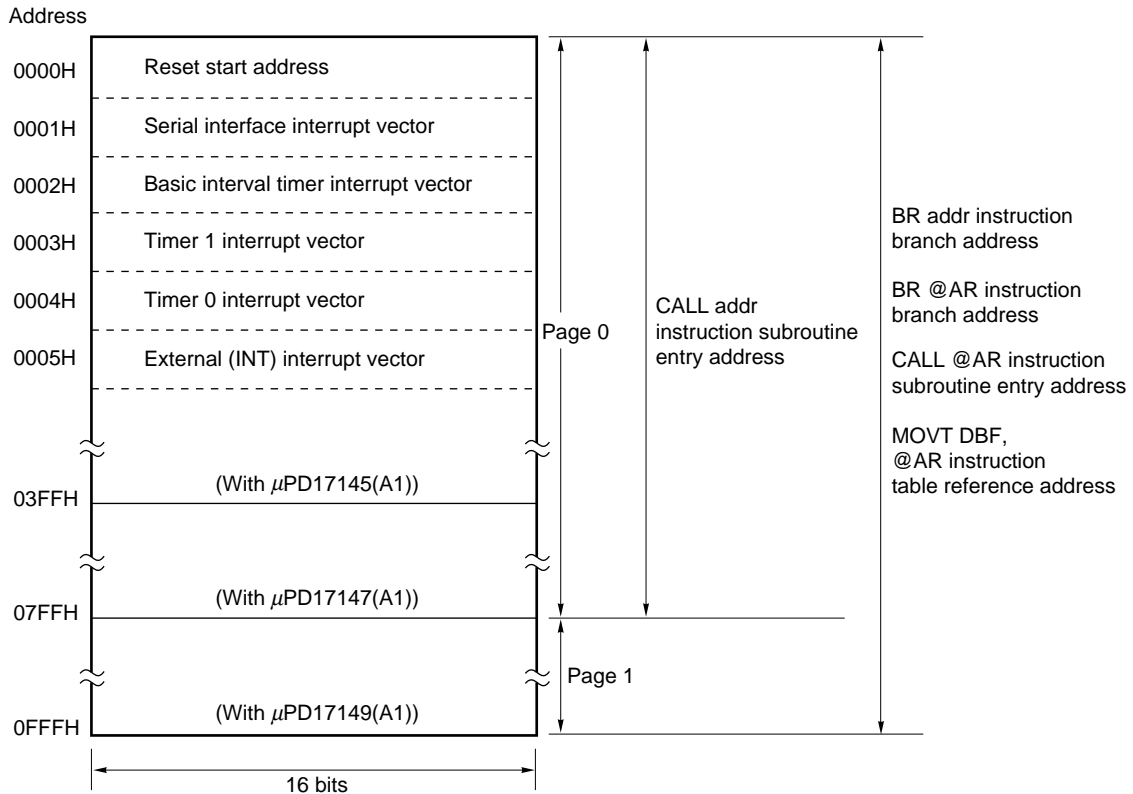 Address
0000H
Reset start address
0001H
Serial interface interrupt vector
0002H
Basic interval timer interrupt vector
0003H
Timer 1 interrupt vector
0004H
Timer 0 interrupt vector
0005H
External (INT) interrupt vector
03FFH
(With μPD17145(A1))
07FFH
(With μPD17147(A1))
0FFFH
(With μPD17149(A1))
16 bits
Page 0
Page 1
CALL addr
instruction subroutine
entry address
BR addr instruction
branch address
BR @AR instruction
branch address
CALL @AR instruction
subroutine entry address
MOVT DBF,
@AR instruction
table reference address